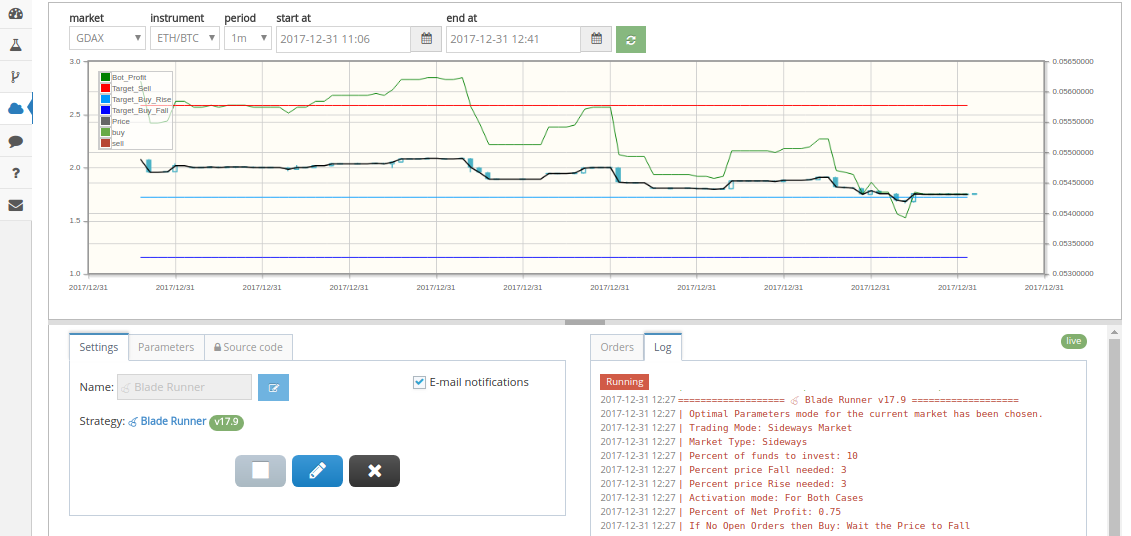 market instrument period start at end at
GDAX ETH/BTC 1m 2017-12-31 11:06 2017-12-31 12:41
3.0
2.5
2.0
1.5
1.0
Bot_Profit
Target_Sell
Target_Buy_Rise
Target_Buy_Fall
Price
buy
sell
0.05650000
0.05600000
0.05550000
0.05500000
0.05450000
0.05400000
0.05350000
0.05300000
2017/12/31 2017/12/31 2017/12/31 2017/12/31 2017/12/31 2017/12/31 2017/12/31 2017/12/31 2017/12/31 2017/12/31 2017/12/31 2017/12/31
Settings Parameters Source code
Name: Blade Runner
E-mail notifications
Strategy: Blade Runner v17.9
Orders Log
live
Running
2017-12-31 12:27 =================== Blade Runner v17.9 ===================
2017-12-31 12:27 | Optimal Parameters mode for the current market has been chosen.
2017-12-31 12:27 | Trading Mode: Sideways Market
2017-12-31 12:27 | Market Type: Sideways
2017-12-31 12:27 | Percent of funds to invest: 10
2017-12-31 12:27 | Percent price Fall needed: 3
2017-12-31 12:27 | Percent price Rise needed: 3
2017-12-31 12:27 | Activation mode: For Both Cases
2017-12-31 12:27 | Percent of Net Profit: 0.75
2017-12-31 12:27 | If No Open Orders then Buy: Wait the Price to Fall